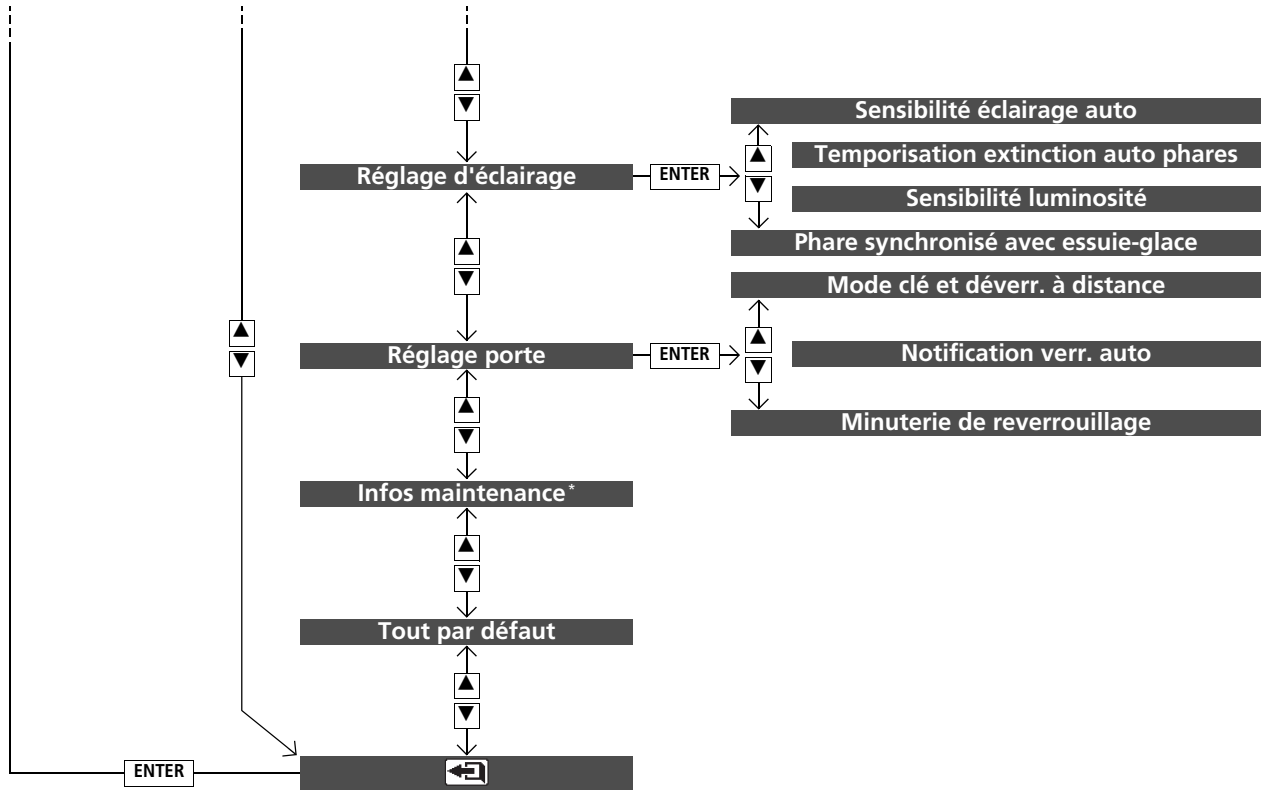 Sensibilité éclairage auto
Réglage d'éclairage
ENTER
▲
▼
Temporisation extinction auto phares
Sensibilité luminosité
Phare synchronisé avec essuie-glace
Mode clé et déverr. à distance
Réglage porte
ENTER
Notification verr. auto
Minuterie de reverrouillage
Infos maintenance*
Tout par défaut
ENTER